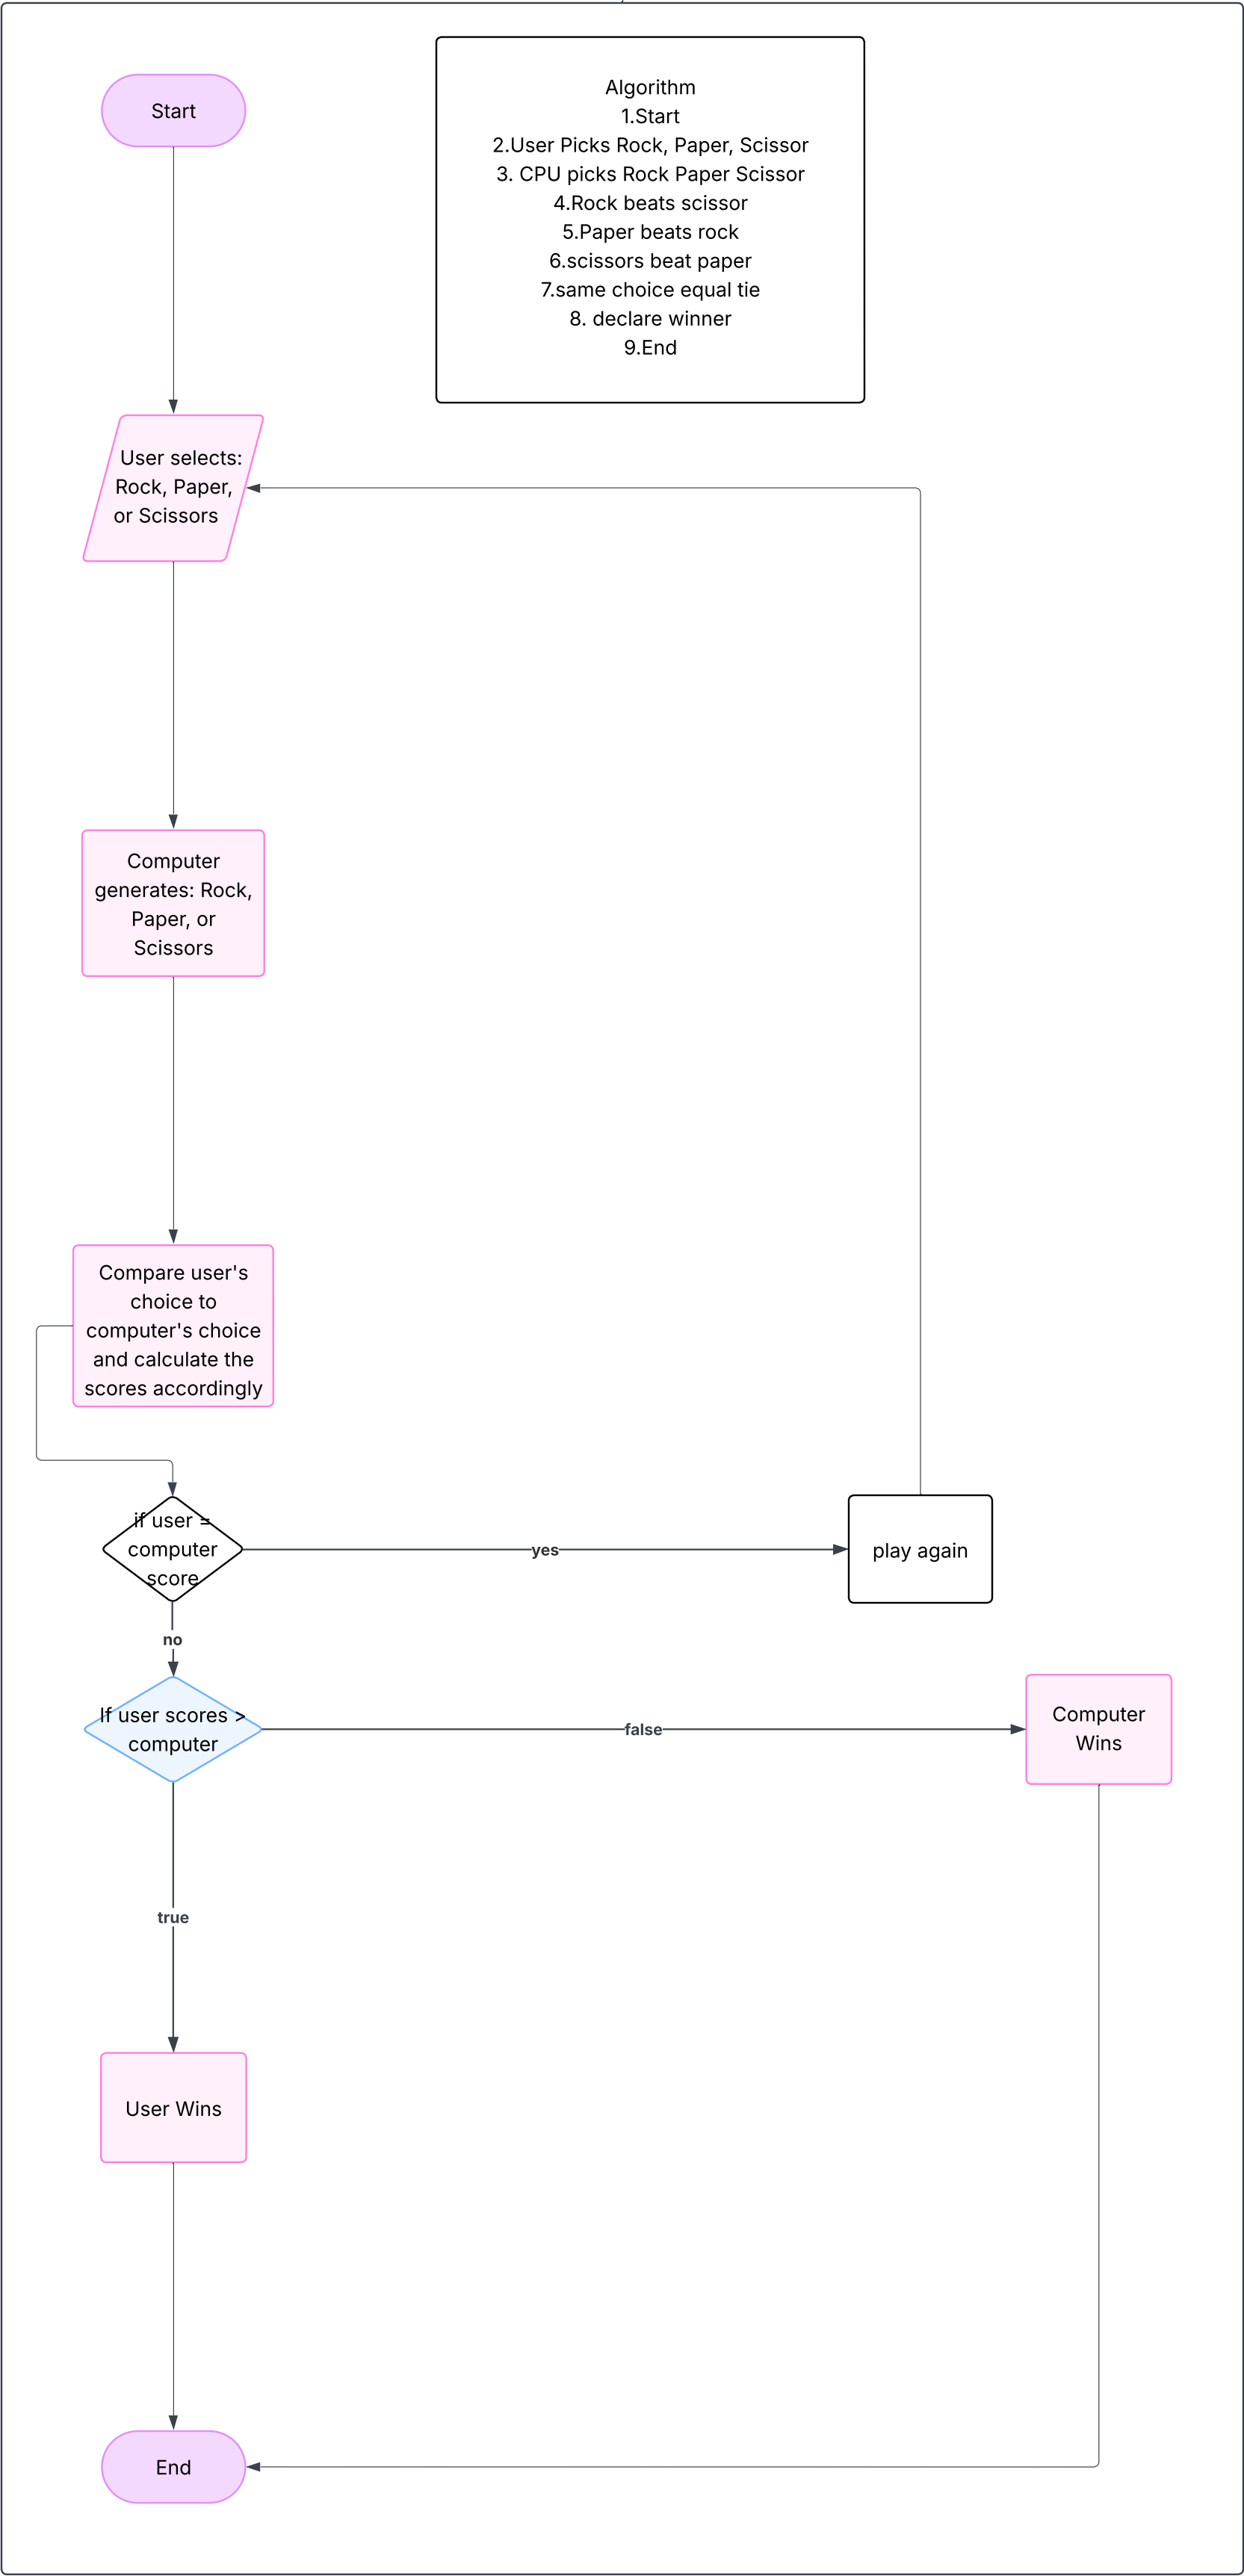 Start
Algorithm
1.Start
2.User Picks Rock, Paper, Scissor
3. CPU picks Rock Paper Scissor
4.Rock beats scissor
5.Paper beats rock
6.scissors beat paper
7.same choice equal tie
8. declare winner
9.End
User selects:
Rock, Paper,
or Scissors
Computer
generates: Rock,
Paper, or
Scissors
Compare user's
choice to
computer's choice
and calculate the
scores accordingly
if user =
computer
score
yes
play again
no
If user scores >
computer
false
Computer
Wins
true
User Wins
End